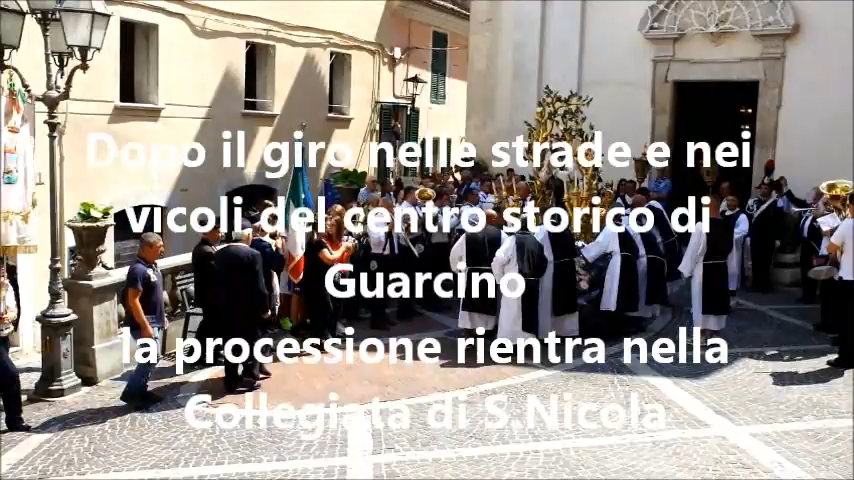 Dopo il giro nelle strade e nei
vicoli del centro storico di
Guarcino
la processione rientra nella
Collegiata di S.Nicola